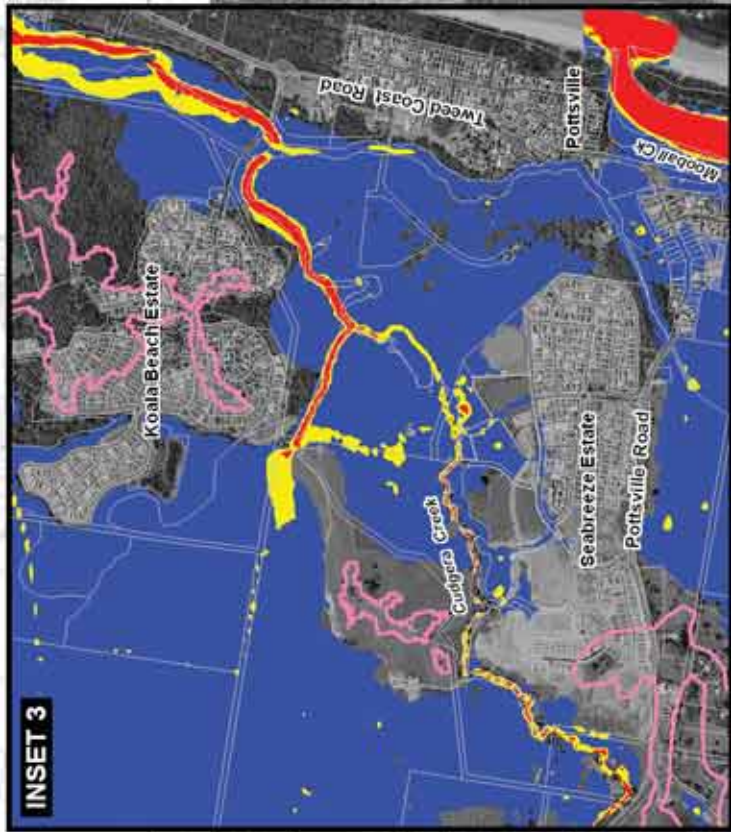 INSET 3
Koala Beach Estate
Tweed Coast Road
Pottsville
Mooball Ck
Cudgera Creek
Seabreeze Estate
Pottsville Road